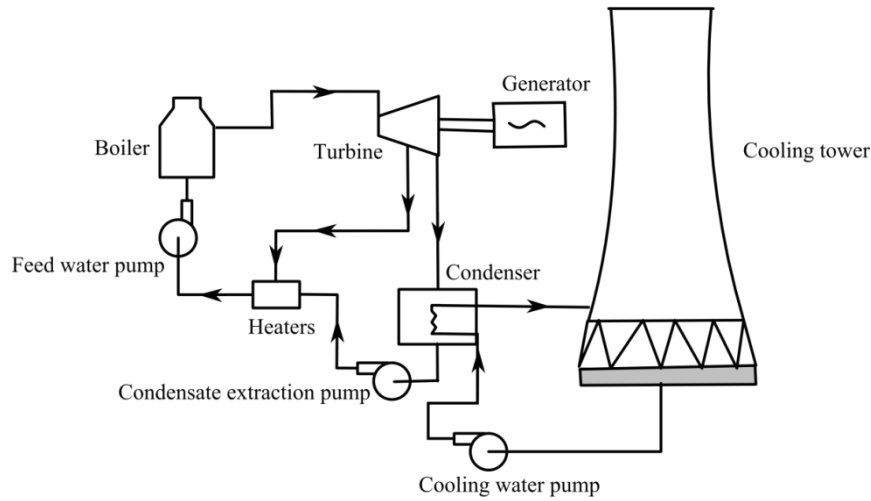 Generator
Boiler
Turbine
Cooling tower
Feed water pump
Condenser
Heaters
Condensate extraction pump
Cooling water pump